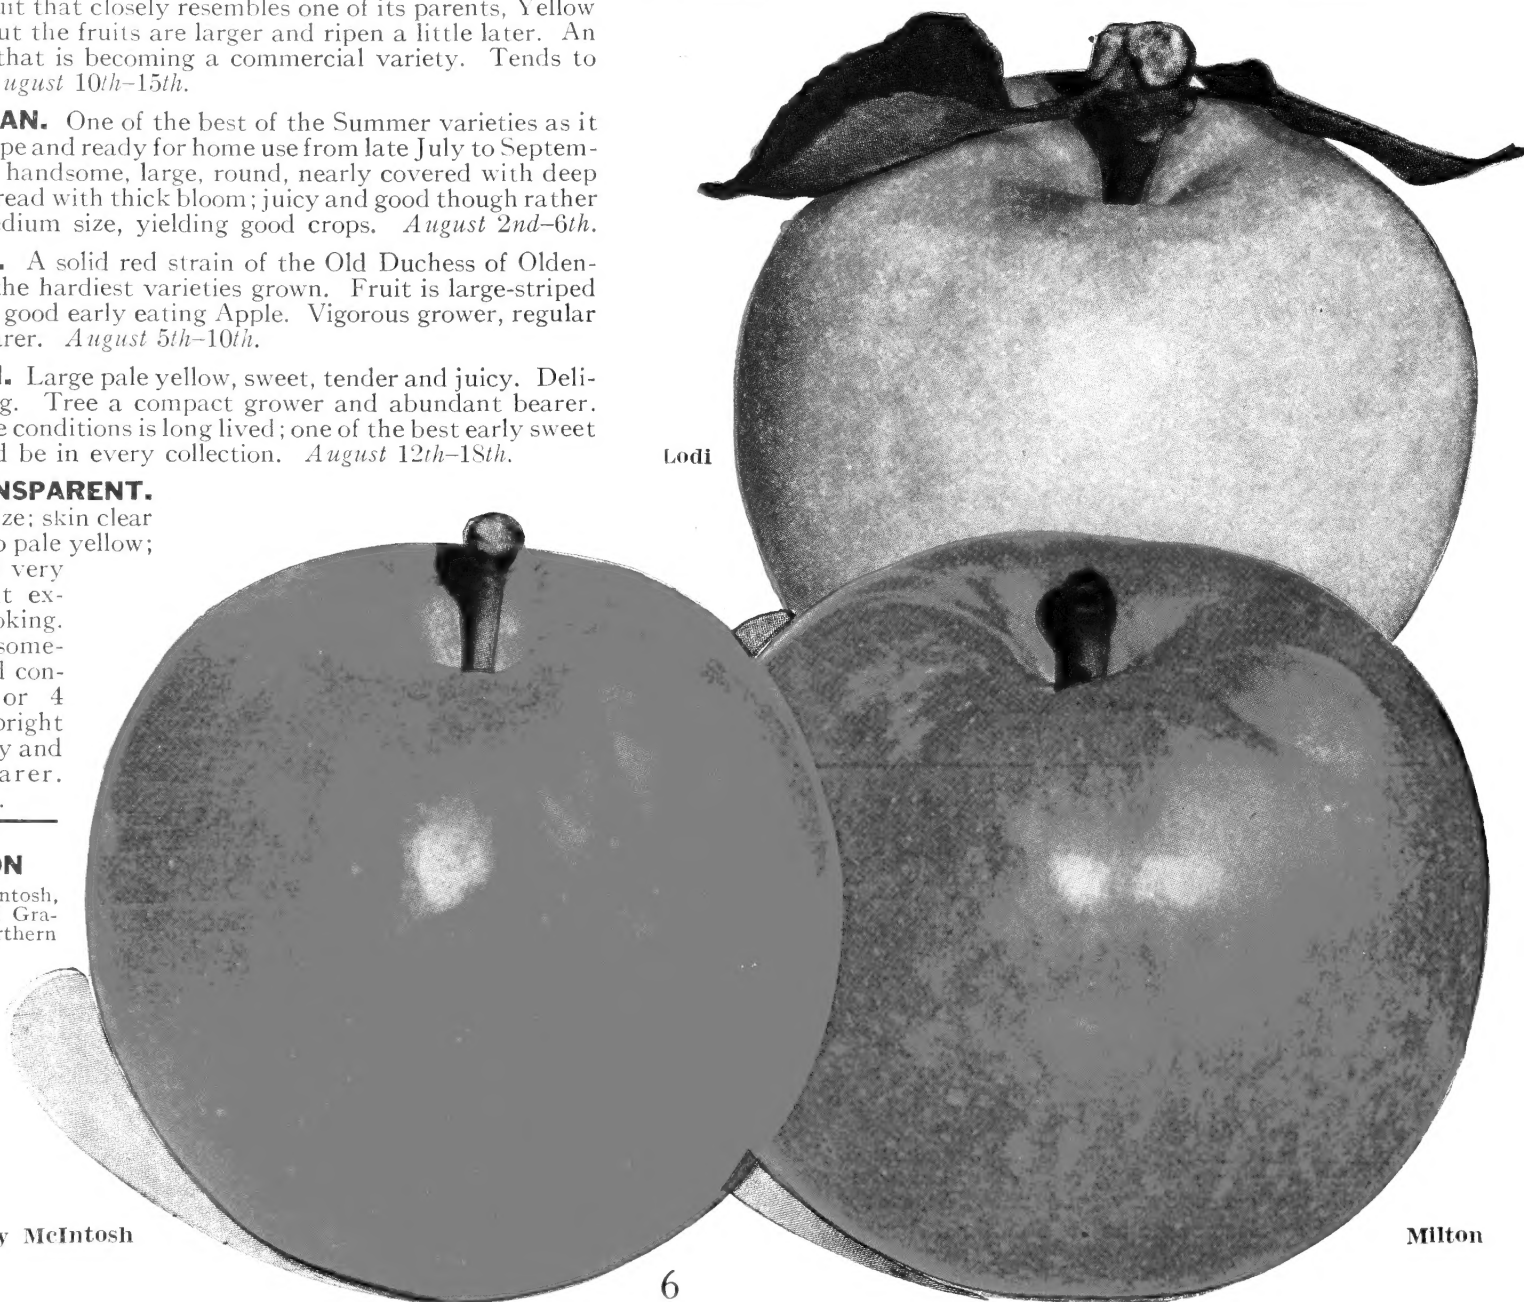 uit that closely resembles one of its parents, Yellow
ut the fruits are larger and ripen a little later. An
that is becoming a commercial variety. Tends to
ugust 10th–15th.
AN. One of the best of the Summer varieties as it
pe and ready for home use from late July to Septem-
handsome, large, round, nearly covered with deep
read with thick bloom; juicy and good though rather
dium size, yielding good crops. August 2nd–6th.
. A solid red strain of the Old Duchess of Olden-
he hardiest varieties grown. Fruit is large-striped
good early eating Apple. Vigorous grower, regular
rer. August 5th–10th.
. Large pale yellow, sweet, tender and juicy. Deli-
g. Tree a compact grower and abundant bearer.
e conditions is long lived; one of the best early sweet
d be in every collection. August 12th–18th.
Lodi
NSPARENT.
ze; skin clear
o pale yellow;
very
t ex-
oking.
some-
d con-
or 4
pright
y and
arer.
.
ON
ntosh,
Gra-
rthern
y McIntosh
Milton
6